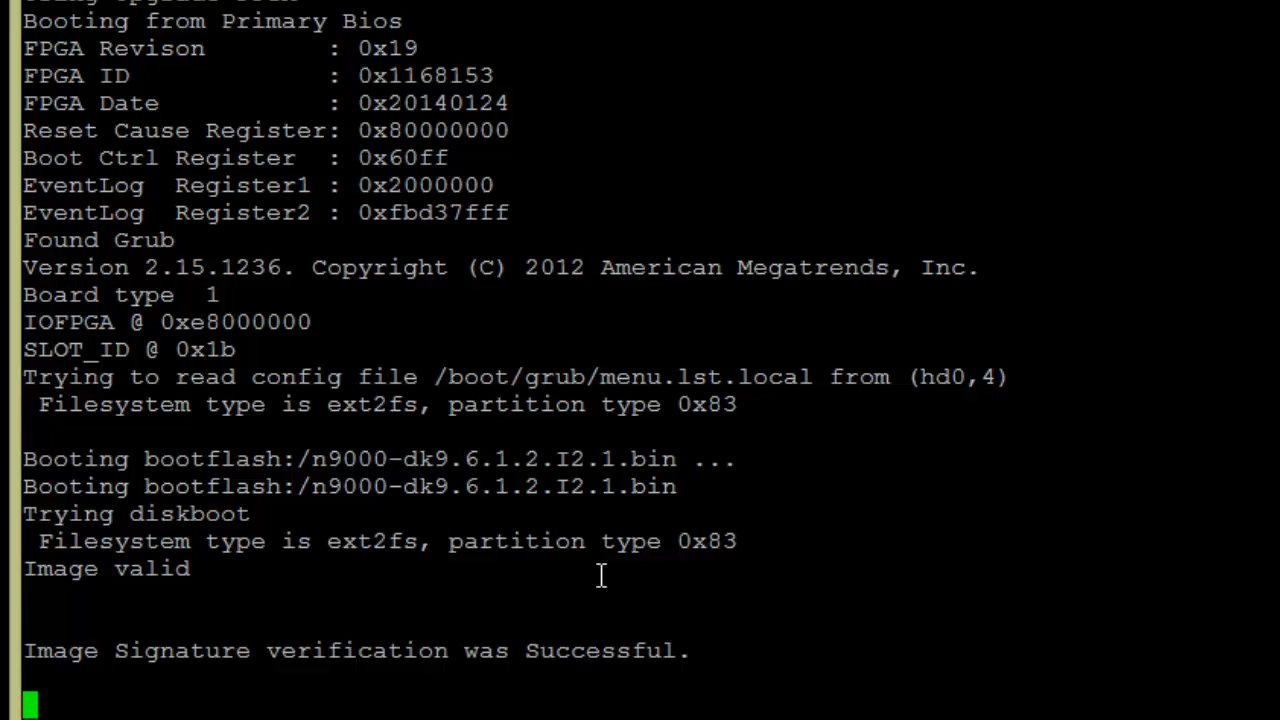 Booting from Primary Bios
FPGA Revison : 0x19
FPGA ID : 0x1168153
FPGA Date : 0x20140124
Reset Cause Register: 0x80000000
Boot Ctrl Register : 0x60ff
EventLog Register1 : 0x2000000
EventLog Register2 : 0xfbd37fff
Found Grub
Version 2.15.1236. Copyright (C) 2012 American Megatrends, Inc.
Board type 1
IOFPGA @ 0xe8000000
SLOT_ID @ 0x1b
Trying to read config file /boot/grub/menu.lst.local from (hd0,4)
Filesystem type is ext2fs, partition type 0x83
Booting bootflash:/n9000-dk9.6.1.2.I2.1.bin ...
Booting bootflash:/n9000-dk9.6.1.2.I2.1.bin
Trying diskboot
Filesystem type is ext2fs, partition type 0x83
Image valid
Image Signature verification was Successful.